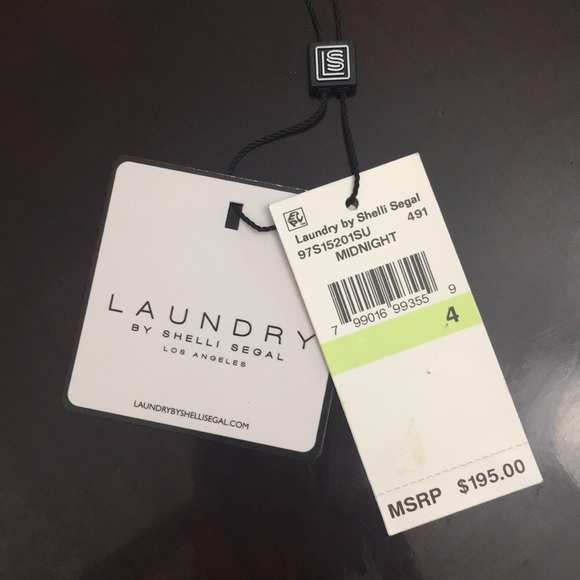 LS
LAUNDRY
BY SHELLI SEGAL
LOS ANGELES
LAUNDRYBYSHELLISEGAL.COM
Laundry by Shelli Segal
97S15201SU 491
MIDNIGHT
7 99016 99355 9
4
MSRP $195.00